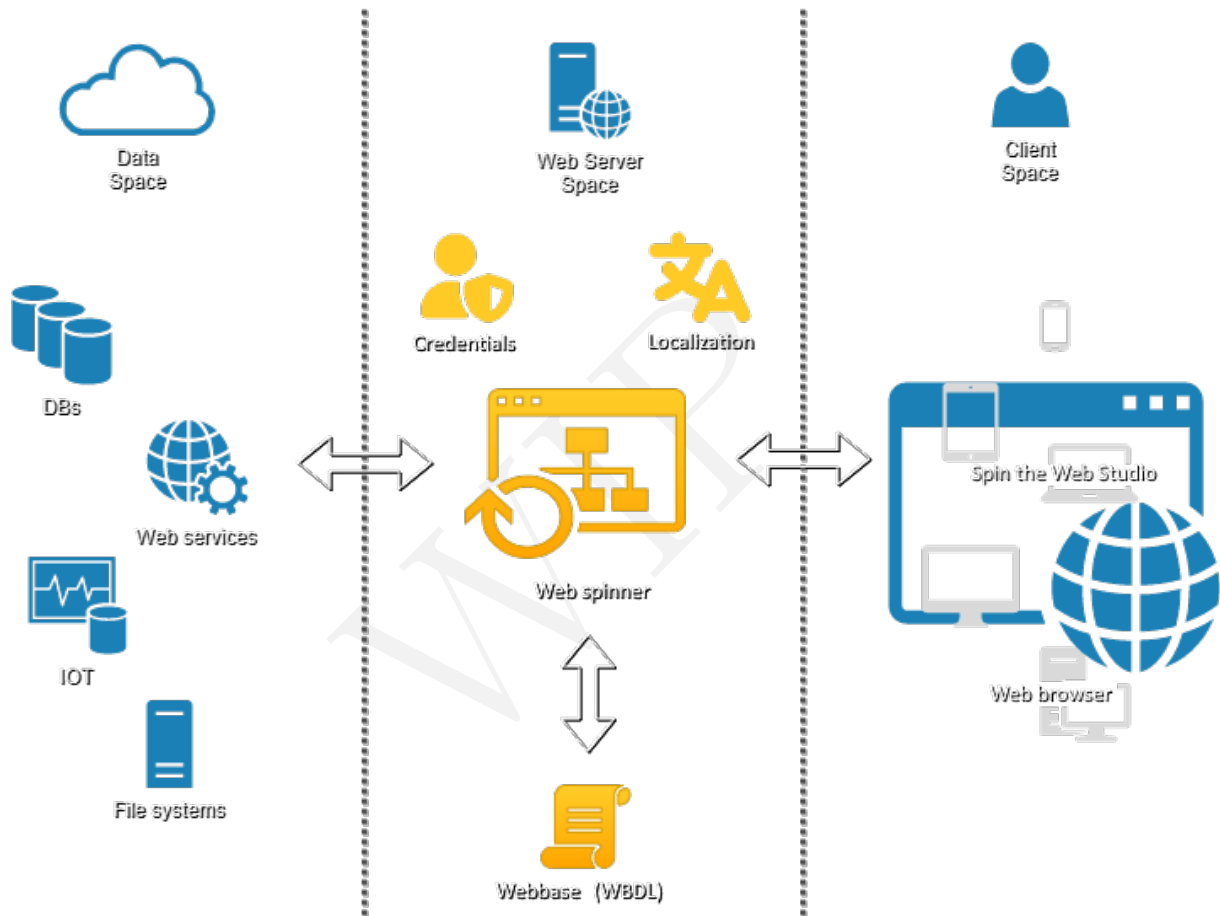 Data
Space
Web Server
Space
Client
Space
Credentials
Localization
DBs
Web services
Spin the Web Studio
Web spinner
IOT
Web browser
File systems
Webbase (WBDL)
WIP